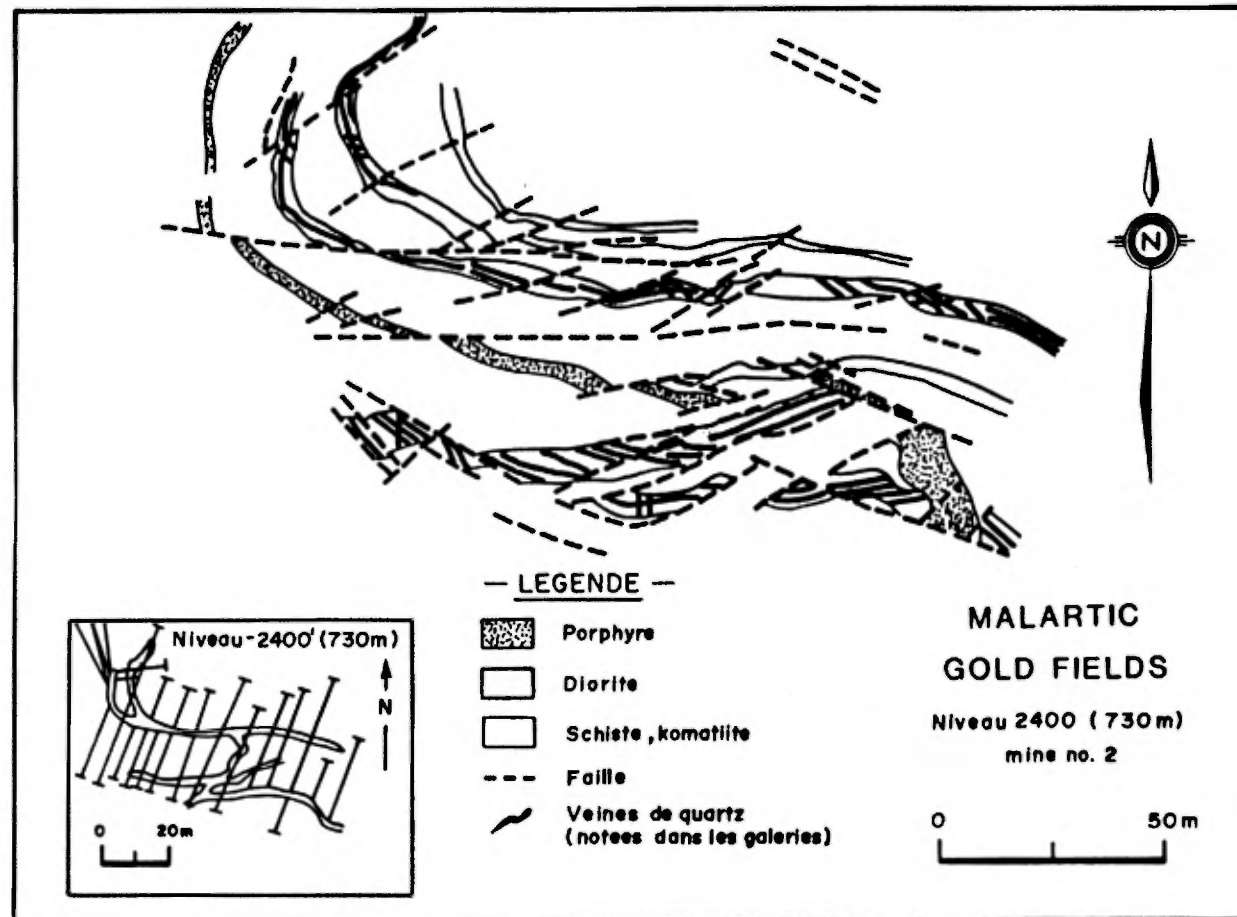 N
— LEGENDE —
Porphyre
Diorite
Schiste, komatiite
Faille
Veines de quartz
(notees dans les galeries)
MALARTIC
GOLD FIELDS
Niveau 2400 (730m)
mine no. 2
0 50m
Niveau-2400' (730m)
N
0 20m